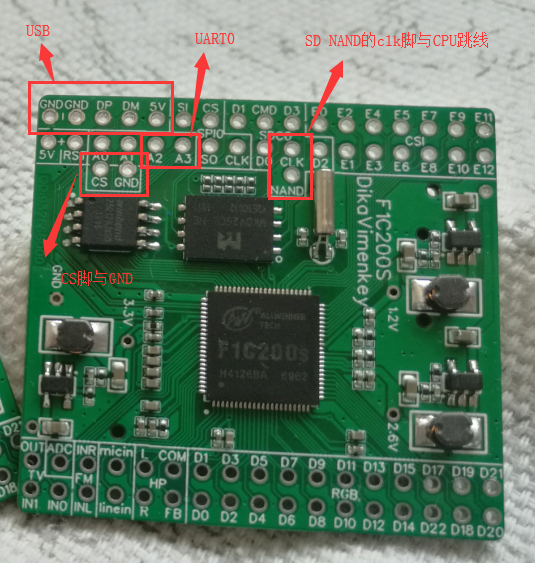 USB
UART0
SD NAND的clk脚与CPU跳线
GND GND DP DM 5V SI CS D1 CMD D3 E0 E2 E4 E5 E7 E9 E11
SPI0 SDC0 CSI
5V RST A0 A1 A2 A3 SO CLK D0 CLK D2 E1 E3 E6 E8 E10 E12
CS GND NAND
CS脚与GND
F1C200S
DikaVimenkey
GND
3.3V
1.2V
2.6V
ALLWINNER
TECH
F1C200s
OUT ADC INR micin L COM D1 D3 D5 D7 D9 D11 D13 D15 D17 D19 D21
TV FM HP RGB
IN1 IN0 INL linein R FB D0 D2 D4 D6 D8 D10 D12 D14 D22 D18 D20
D18